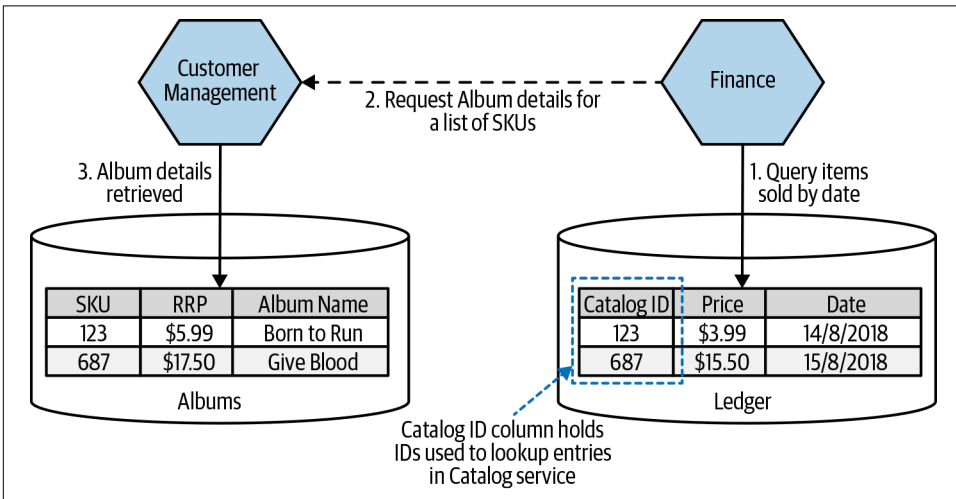 Customer
Management
Finance
2. Request Album details for
a list of SKUs
3. Album details
retrieved
1. Query items
sold by date
SKU RRP Album Name
123 $5.99 Born to Run
687 $17.50 Give Blood
Albums
Catalog ID Price Date
123 $3.99 14/8/2018
687 $15.50 15/8/2018
Ledger
Catalog ID column holds
IDs used to lookup entries
in Catalog service